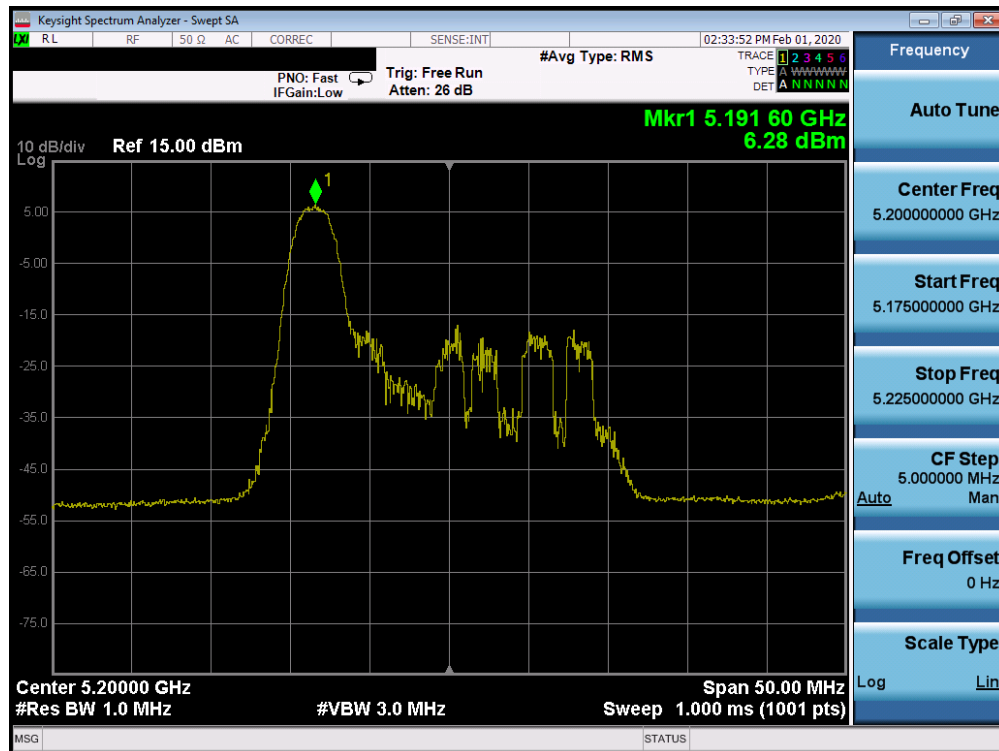 Keysight Spectrum Analyzer - Swept SA
LXI RL RF 50 Ω AC CORREC SENSE:INT 02:33:52 PM Feb 01, 2020
#Avg Type: RMS
TRACE 1 2 3 4 5 6
PNO: Fast Trig: Free Run
TYPE A WWWWW
IFGain:Low Atten: 26 dB
DET A N N N N N
Mkr1 5.191 60 GHz
6.28 dBm
10 dB/div Ref 15.00 dBm
Log
1
5.00
-5.00
-15.0
-25.0
-35.0
-45.0
-55.0
-65.0
-75.0
Center 5.20000 GHz Span 50.00 MHz
#Res BW 1.0 MHz #VBW 3.0 MHz Sweep 1.000 ms (1001 pts)
MSG STATUS
Frequency
Auto Tune
Center Freq
5.200000000 GHz
Start Freq
5.175000000 GHz
Stop Freq
5.225000000 GHz
CF Step
5.000000 MHz
Auto Man
Freq Offset
0 Hz
Scale Type
Log Lin